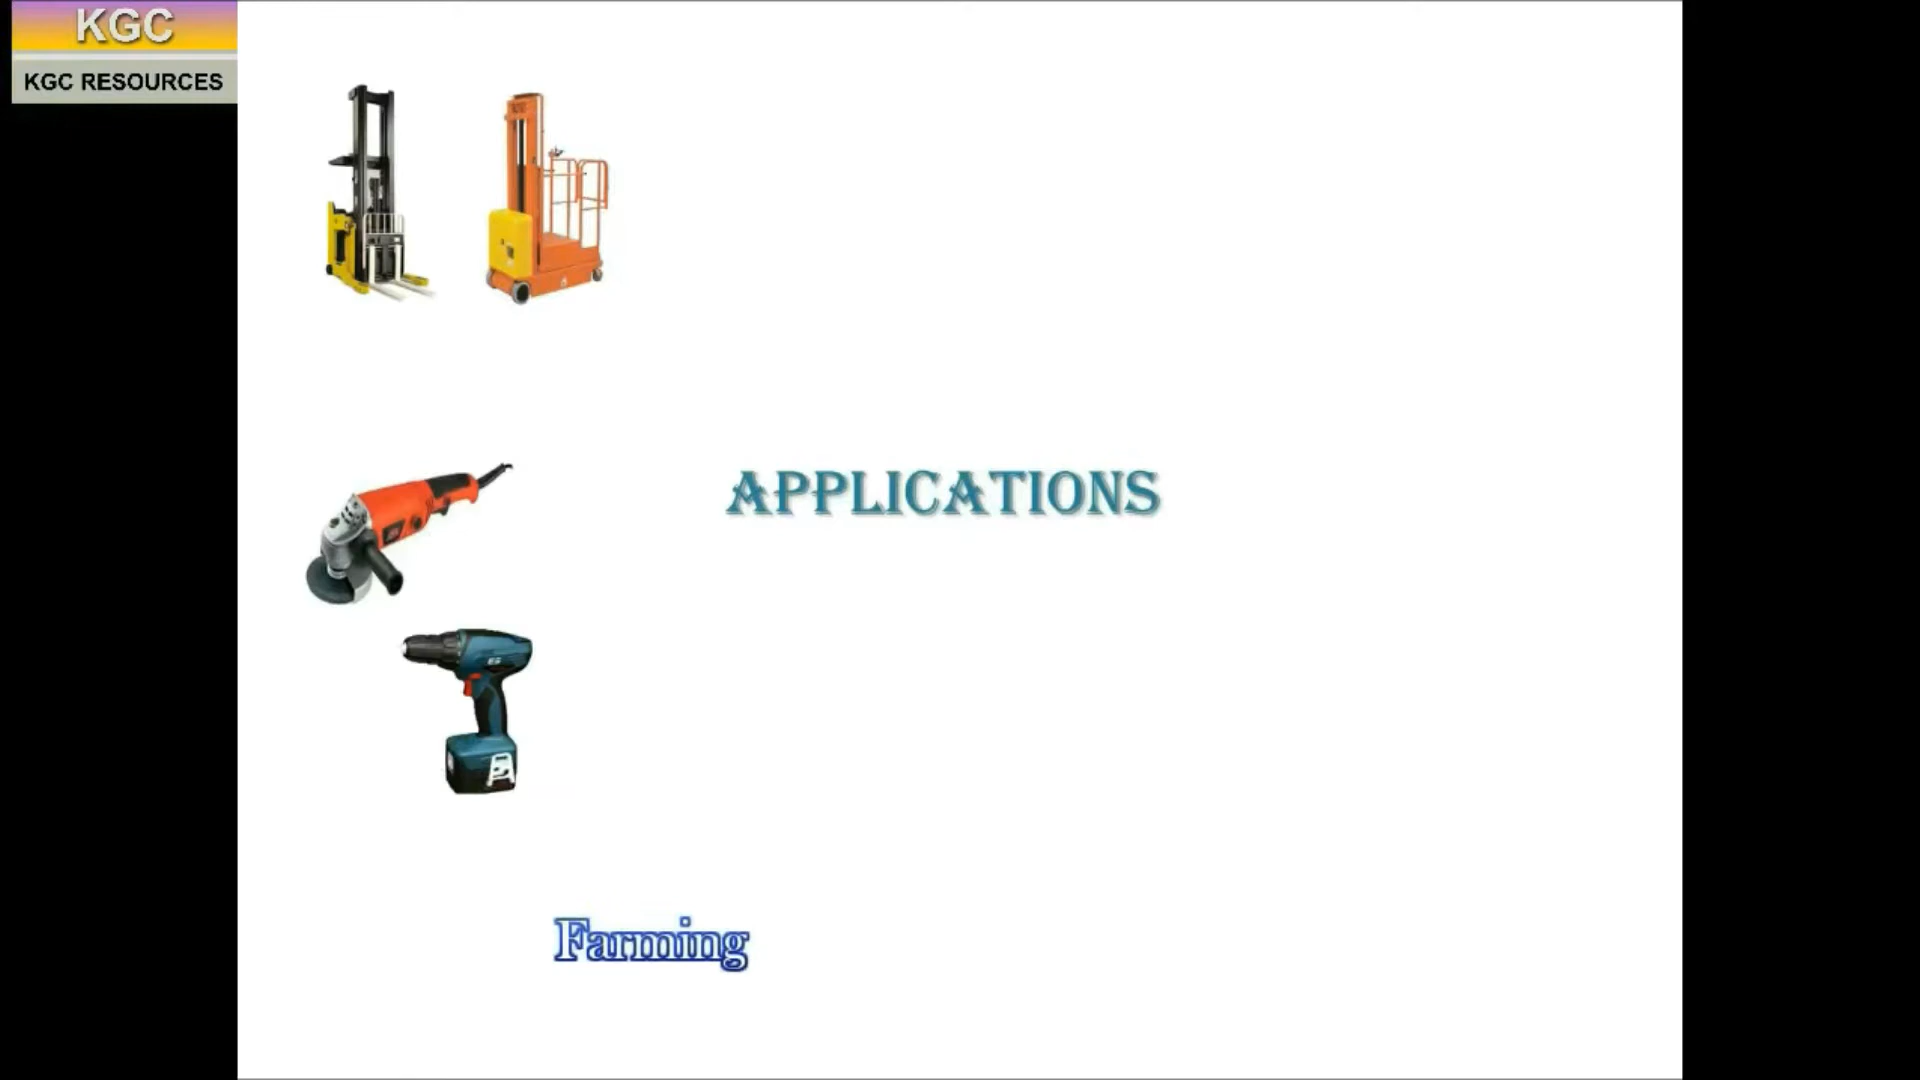 KGC
KGC RESOURCES
APPLICATIONS
Farming